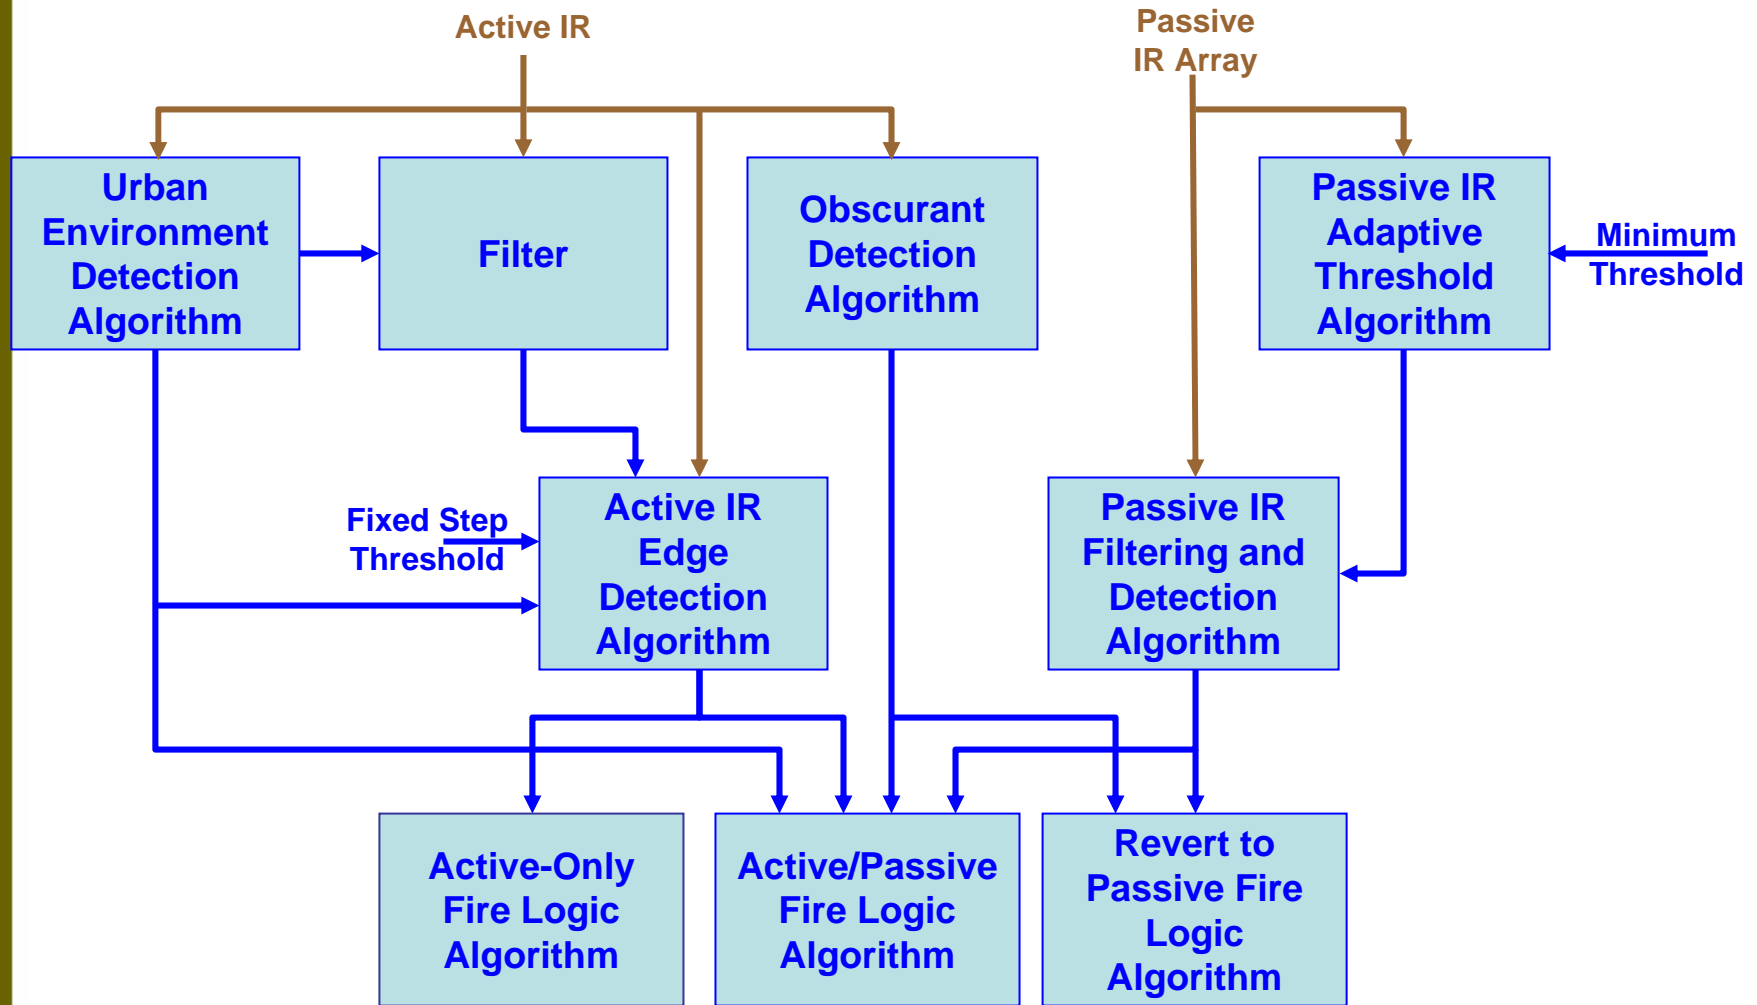 Active IR
Passive
IR Array
Urban
Environment
Detection
Algorithm
Filter
Obscurant
Detection
Algorithm
Passive IR
Adaptive
Threshold
Algorithm
Minimum
Threshold
Fixed Step
Threshold
Active IR
Edge
Detection
Algorithm
Passive IR
Filtering and
Detection
Algorithm
Active-Only
Fire Logic
Algorithm
Active/Passive
Fire Logic
Algorithm
Revert to
Passive Fire
Logic
Algorithm